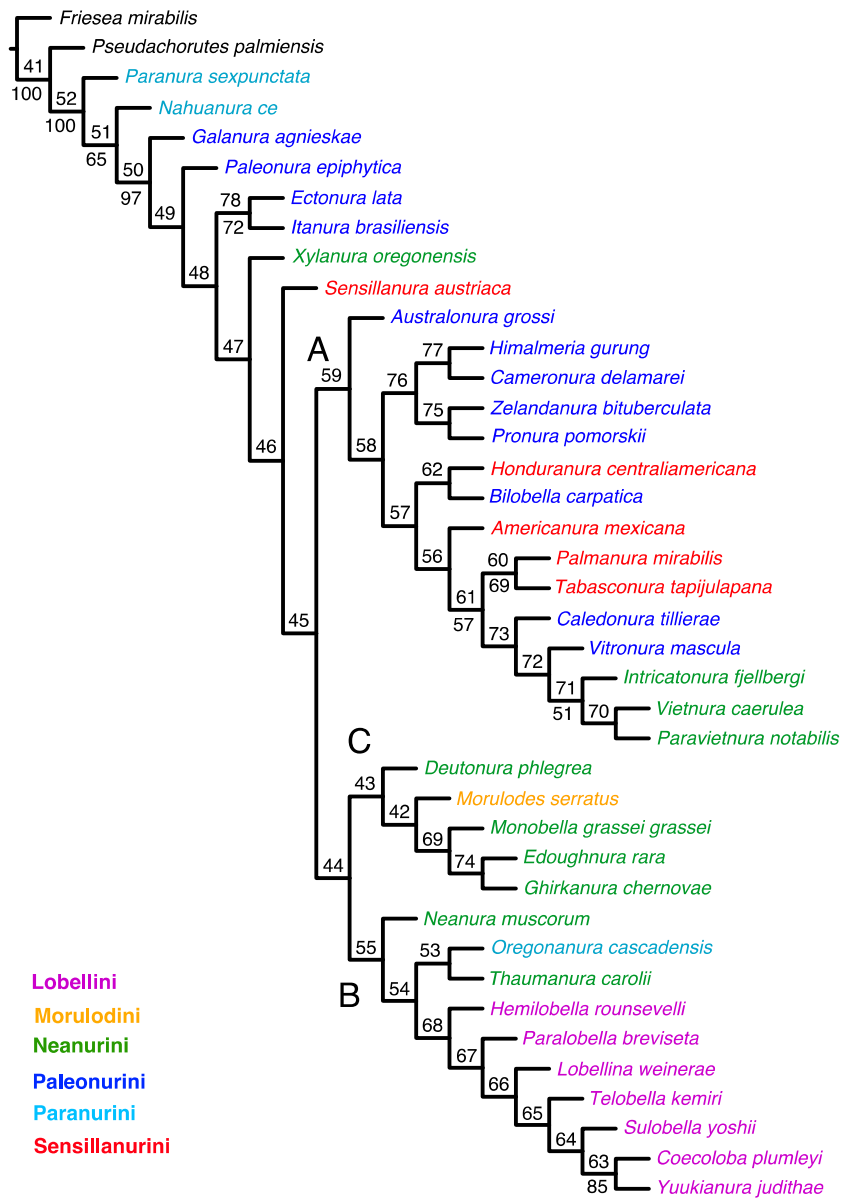 Friesea mirabilis
41
Pseudachorutes palmiensis
100
52
Paranura sexpunctata
100
51
Nahuanura ce
65
50
Galanura agnieskae
97
49
Paleonura epiphytica
48
78
Ectonura lata
72
Itanura brasiliensis
47
Xylanura oregonensis
46
Sensillanura austriaca
45
A
59
Australonura grossi
58
76
77
Himalmeria gurung
Cameronura delamarei
75
Zelandanura bituberculata
Pronura pomorskii
57
62
Honduranura centraliamericana
Bilobella carpatica
56
Americanura mexicana
61
57
60
Palmanura mirabilis
69
Tabasconura tapijulapana
73
Caledonura tillierae
72
Vitronura mascula
71
51
Intricatonura fjellbergi
70
Vietnura caerulea
Paravietnura notabilis
44
C
43
Deutonura phlegrea
42
Morulodes serratus
69
Monobella grassei grassei
74
Edoughnura rara
Ghirkanura chernovae
55
B
Neanura muscorum
54
53
Oregonanura cascadensis
Thaumanura carolii
68
Hemilobella rounsevelli
67
Paralobella breviseta
66
Lobellina weinerae
65
Telobella kemiri
64
Sulobella yoshii
63
Coecoloba plumleyi
85
Yuukianura judithae
Lobellini
Morulodini
Neanurini
Paleonurini
Paranurini
Sensillanurini